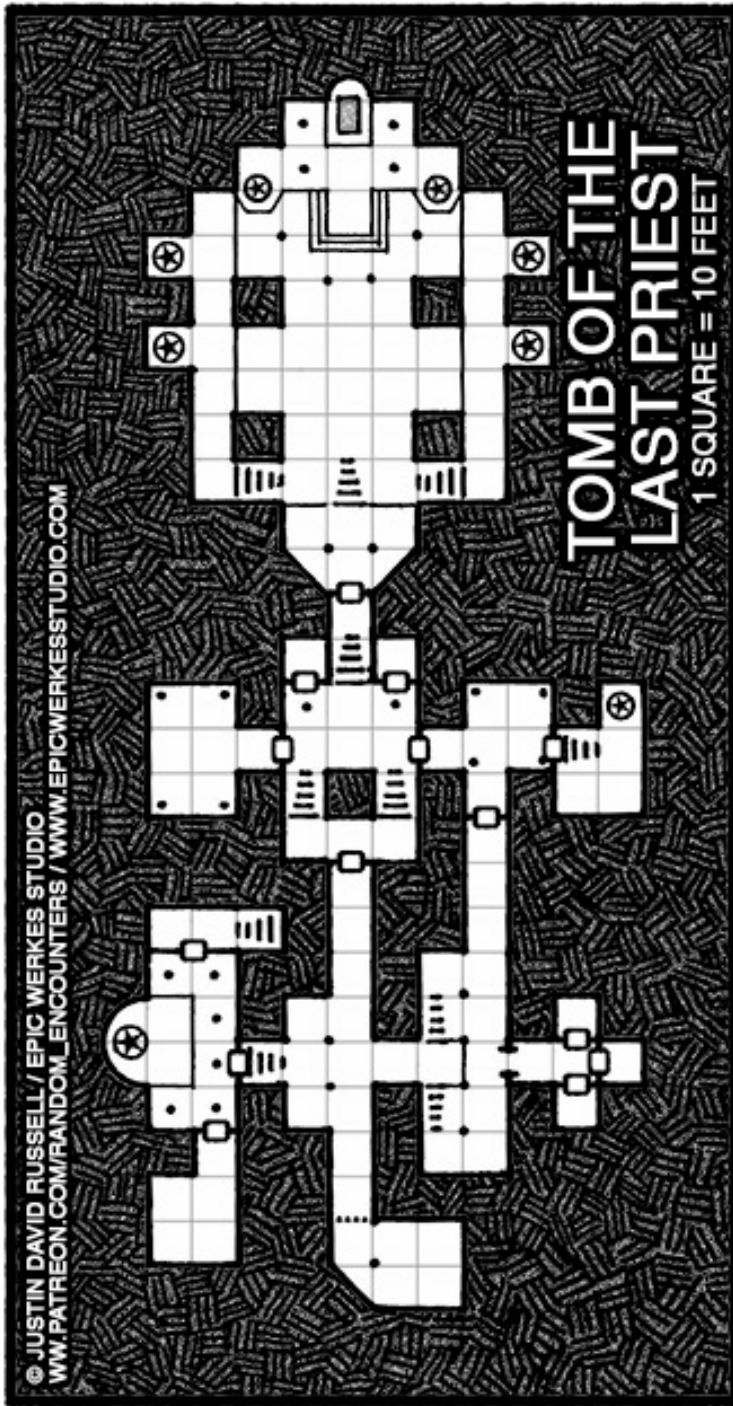 TOMB OF THE
LAST PRIEST
1 SQUARE = 10 FEET
© JUSTIN DAVID RUSSELL / EPIC WERKES STUDIO
WW.PATREON.COM/RANDOM_ENCOUNTERS / WWW.EPICWERKESSTUDIO.COM